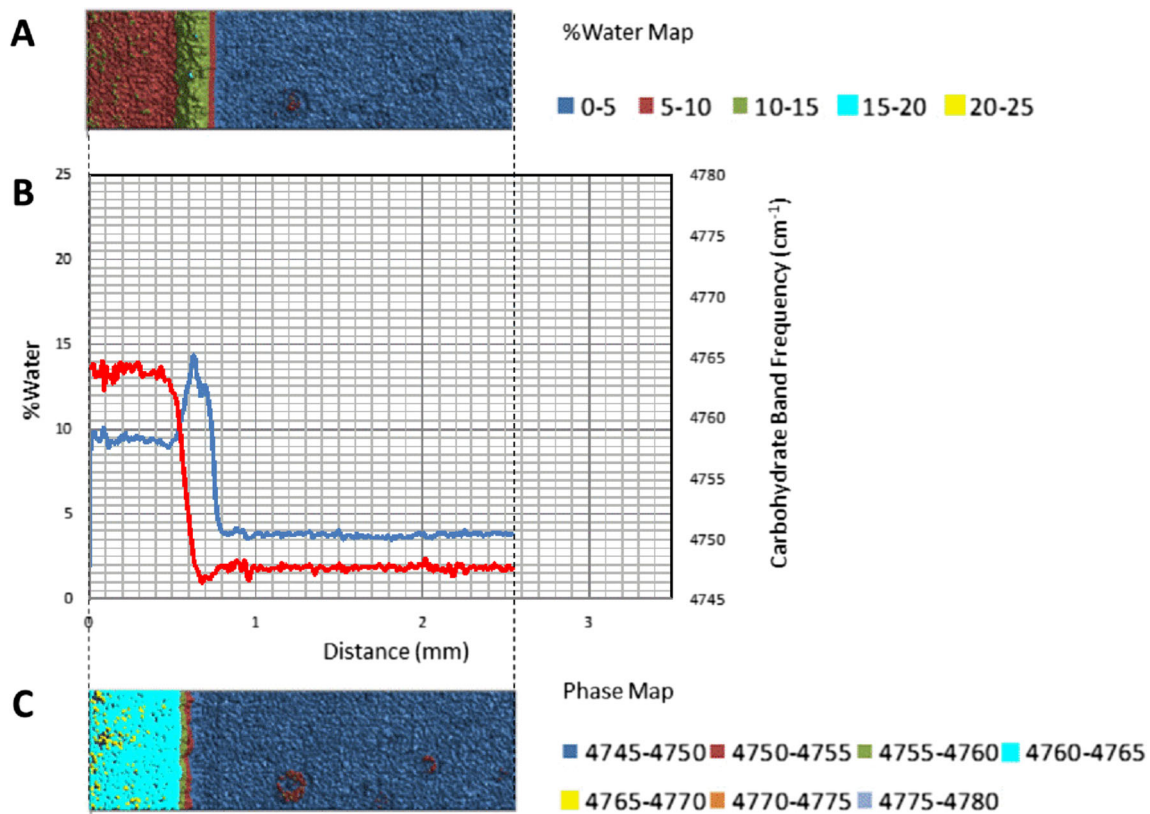 A
%Water Map
0-5 5-10 10-15 15-20 20-25
B
25 4780
4775
20
4770
15 4765
%Water
Carbohydrate Band Frequency (cm⁻¹)
4760
10
4755
5
4750
0 4745
0 1 2 3
Distance (mm)
C
Phase Map
4745-4750 4750-4755 4755-4760 4760-4765
4765-4770 4770-4775 4775-4780